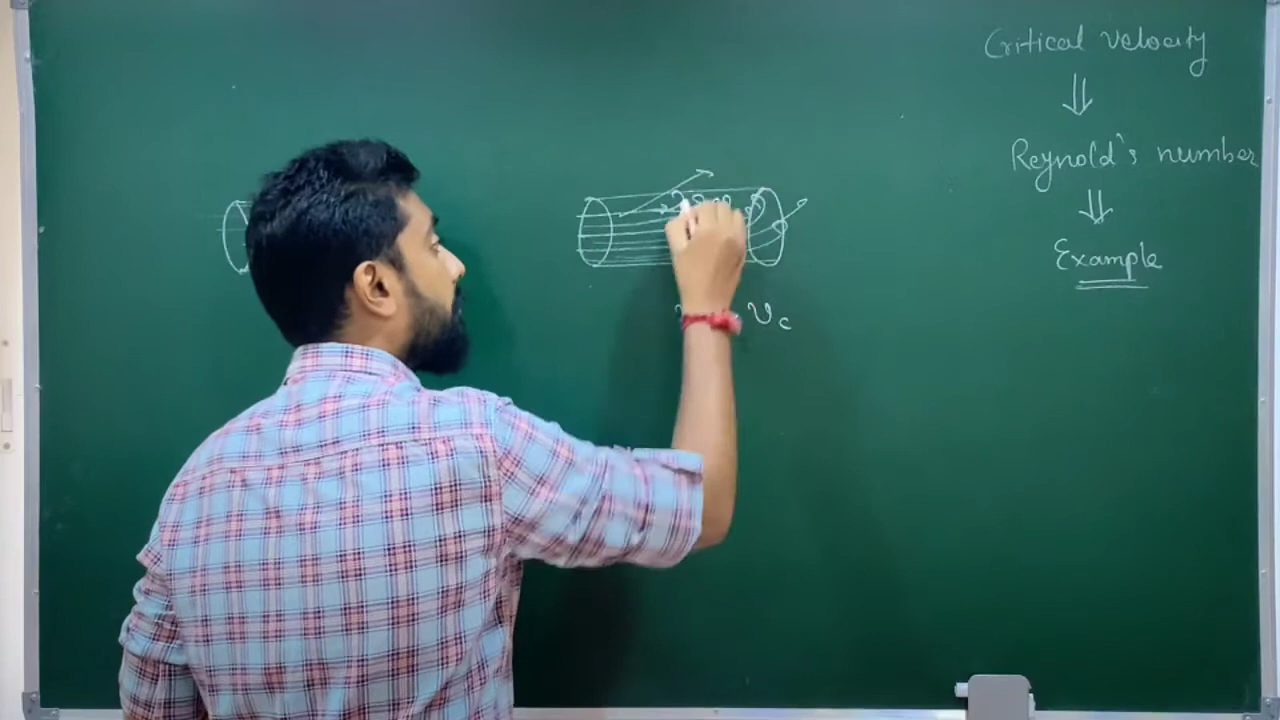 Critical velocity
⇓
Reynold's number
⇓
Example
v_c